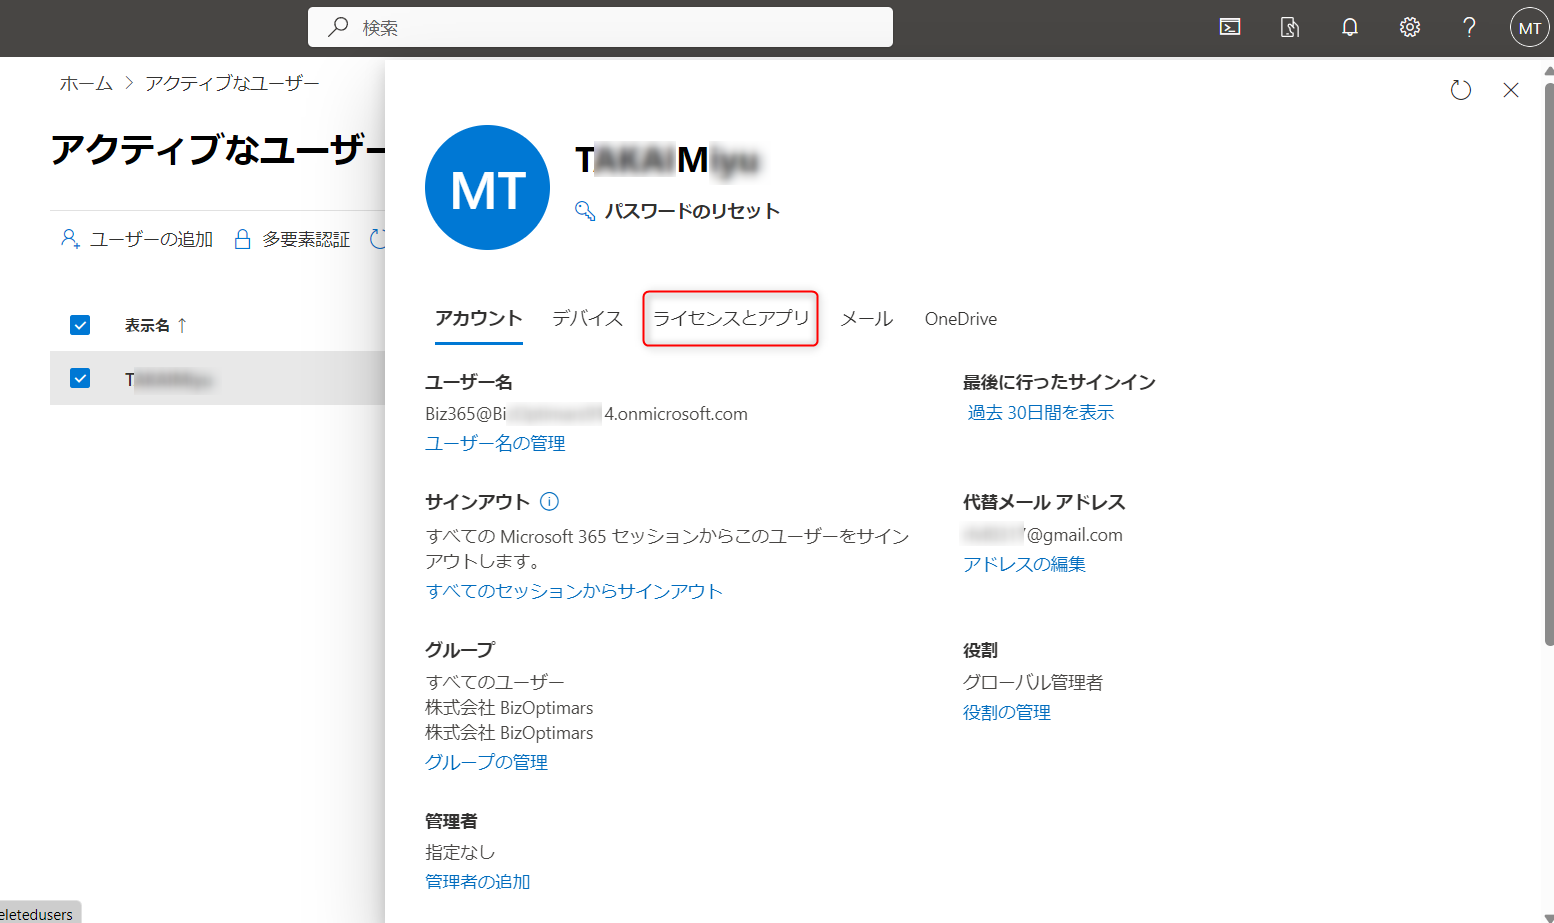 検索
MT
ホーム > アクティブなユーザー
アクティブなユーザー
ユーザーの追加
多要素認証
表示名 ↑
T
MT
T M
パスワードのリセット
アカウント
デバイス
ライセンスとアプリ
メール
OneDrive
ユーザー名
Biz365@Bi 4.onmicrosoft.com
ユーザー名の管理
最後に行ったサインイン
過去 30日間を表示
サインアウト
すべての Microsoft 365 セッションからこのユーザーをサイン
アウトします。
すべてのセッションからサインアウト
代替メール アドレス
@gmail.com
アドレスの編集
グループ
すべてのユーザー
株式会社 BizOptimars
株式会社 BizOptimars
グループの管理
役割
グローバル管理者
役割の管理
管理者
指定なし
管理者の追加
eletedusers